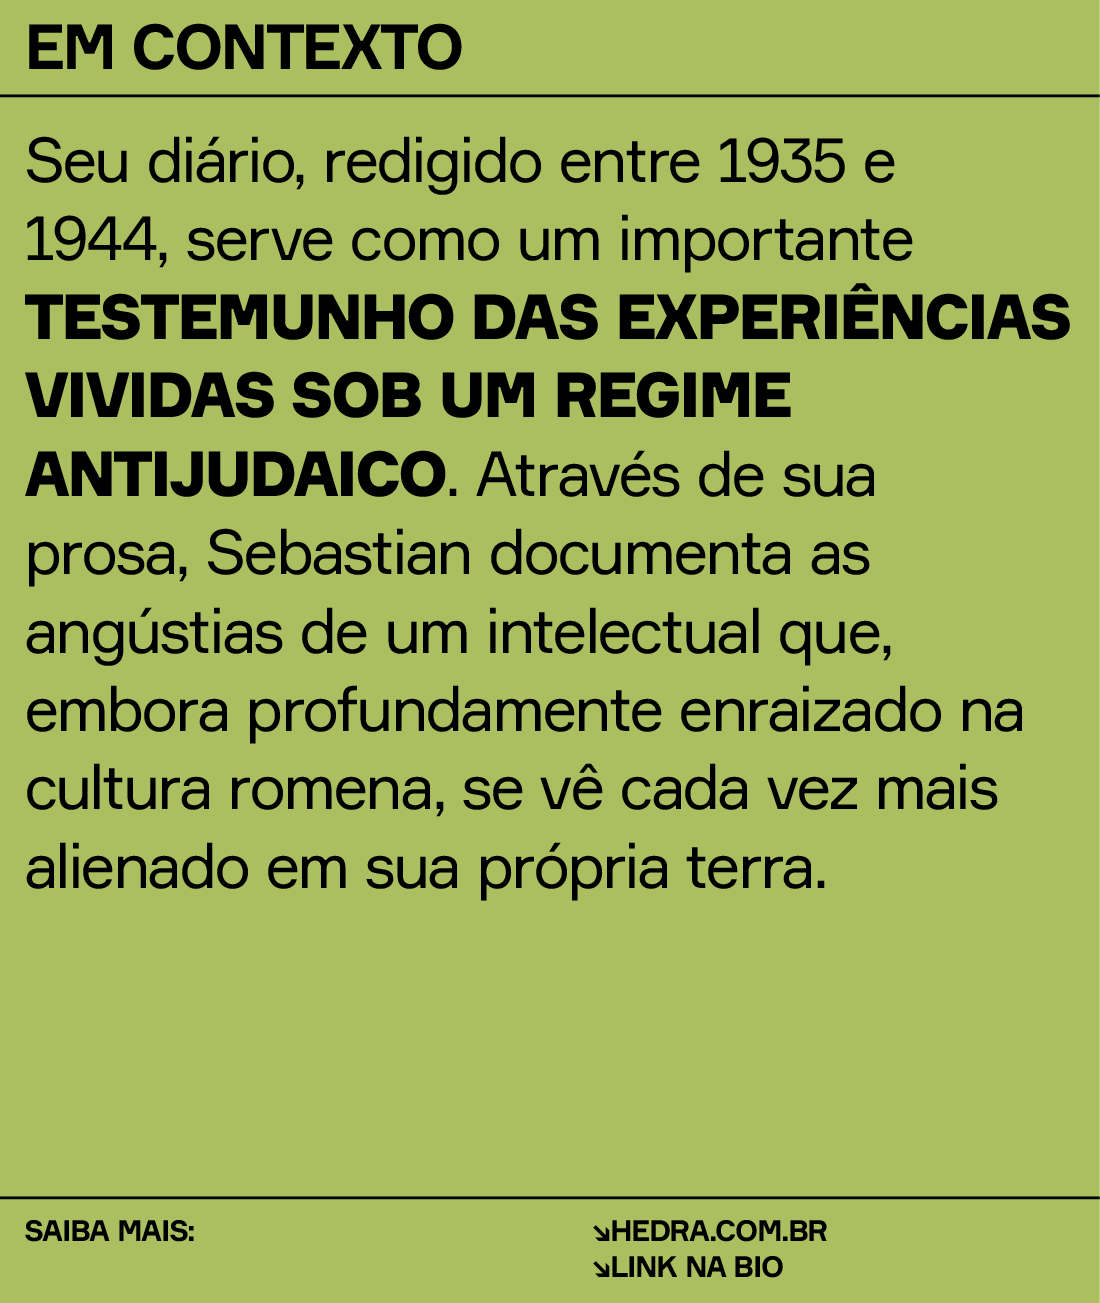 EM CONTEXTO
Seu diário, redigido entre 1935 e
1944, serve como um importante
TESTEMUNHO DAS EXPERIÊNCIAS
VIVIDAS SOB UM REGIME
ANTIJUDAICO. Através de sua
prosa, Sebastian documenta as
angústias de um intelectual que,
embora profundamente enraizado na
cultura romena, se vê cada vez mais
alienado em sua própria terra.
SAIBA MAIS:
↘HEDRA.COM.BR
↘LINK NA BIO